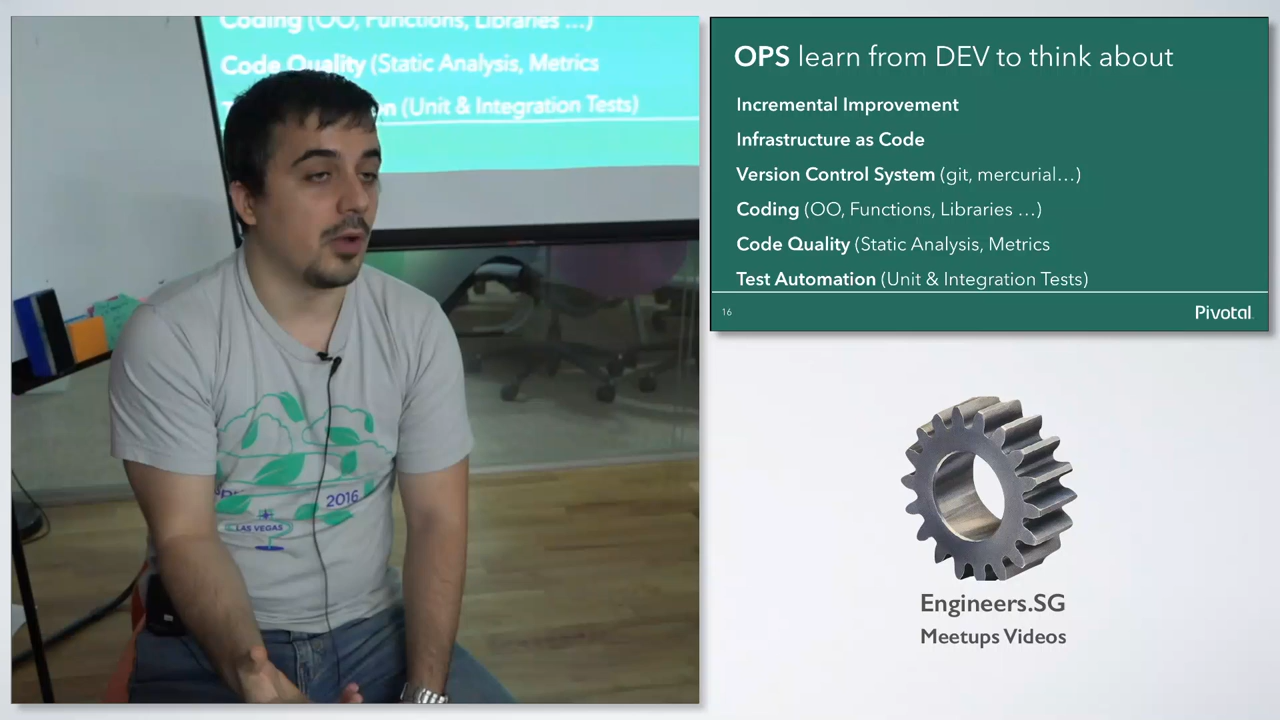 Coding (OO, Functions, Libraries ...)
Code Quality (Static Analysis, Metrics
(Unit & Integration Tests)
2016
LAS VEGAS
OPS learn from DEV to think about
Incremental Improvement
Infrastructure as Code
Version Control System (git, mercurial...)
Coding (OO, Functions, Libraries ...)
Code Quality (Static Analysis, Metrics
Test Automation (Unit & Integration Tests)
16
Pivotal
Engineers.SG
Meetups Videos